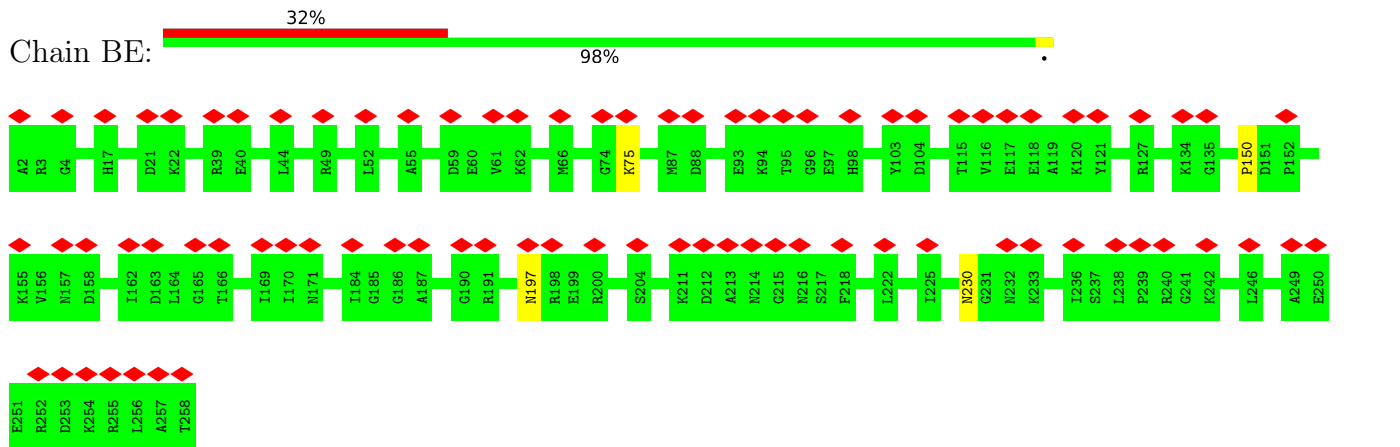 32%
Chain BE:
98%
•
A2 R3 G4 H17 D21 K22 R39 E40 L44 R49 L52 A55 D59 E60 V61 K62 M66 G74 K75 M87 D88 E93 K94 T95 G96 E97 H98 Y103 D104 T115 V116 E117 E118 A119 K120 Y121 R127 K134 G135 P150 D151 P152
K155 V156 N157 D158 I162 D163 L164 G165 T166 I169 I170 N171 I184 G185 G186 A187 G190 R191 N197 R198 E199 R200 S204 K211 D212 A213 N214 G215 N216 S217 F218 L222 I225 N230 G231 N232 K233 I236 S237 L238 P239 R240 G241 K242 L246 A249 E250
E251 R252 D253 K254 R255 L256 A257 T258